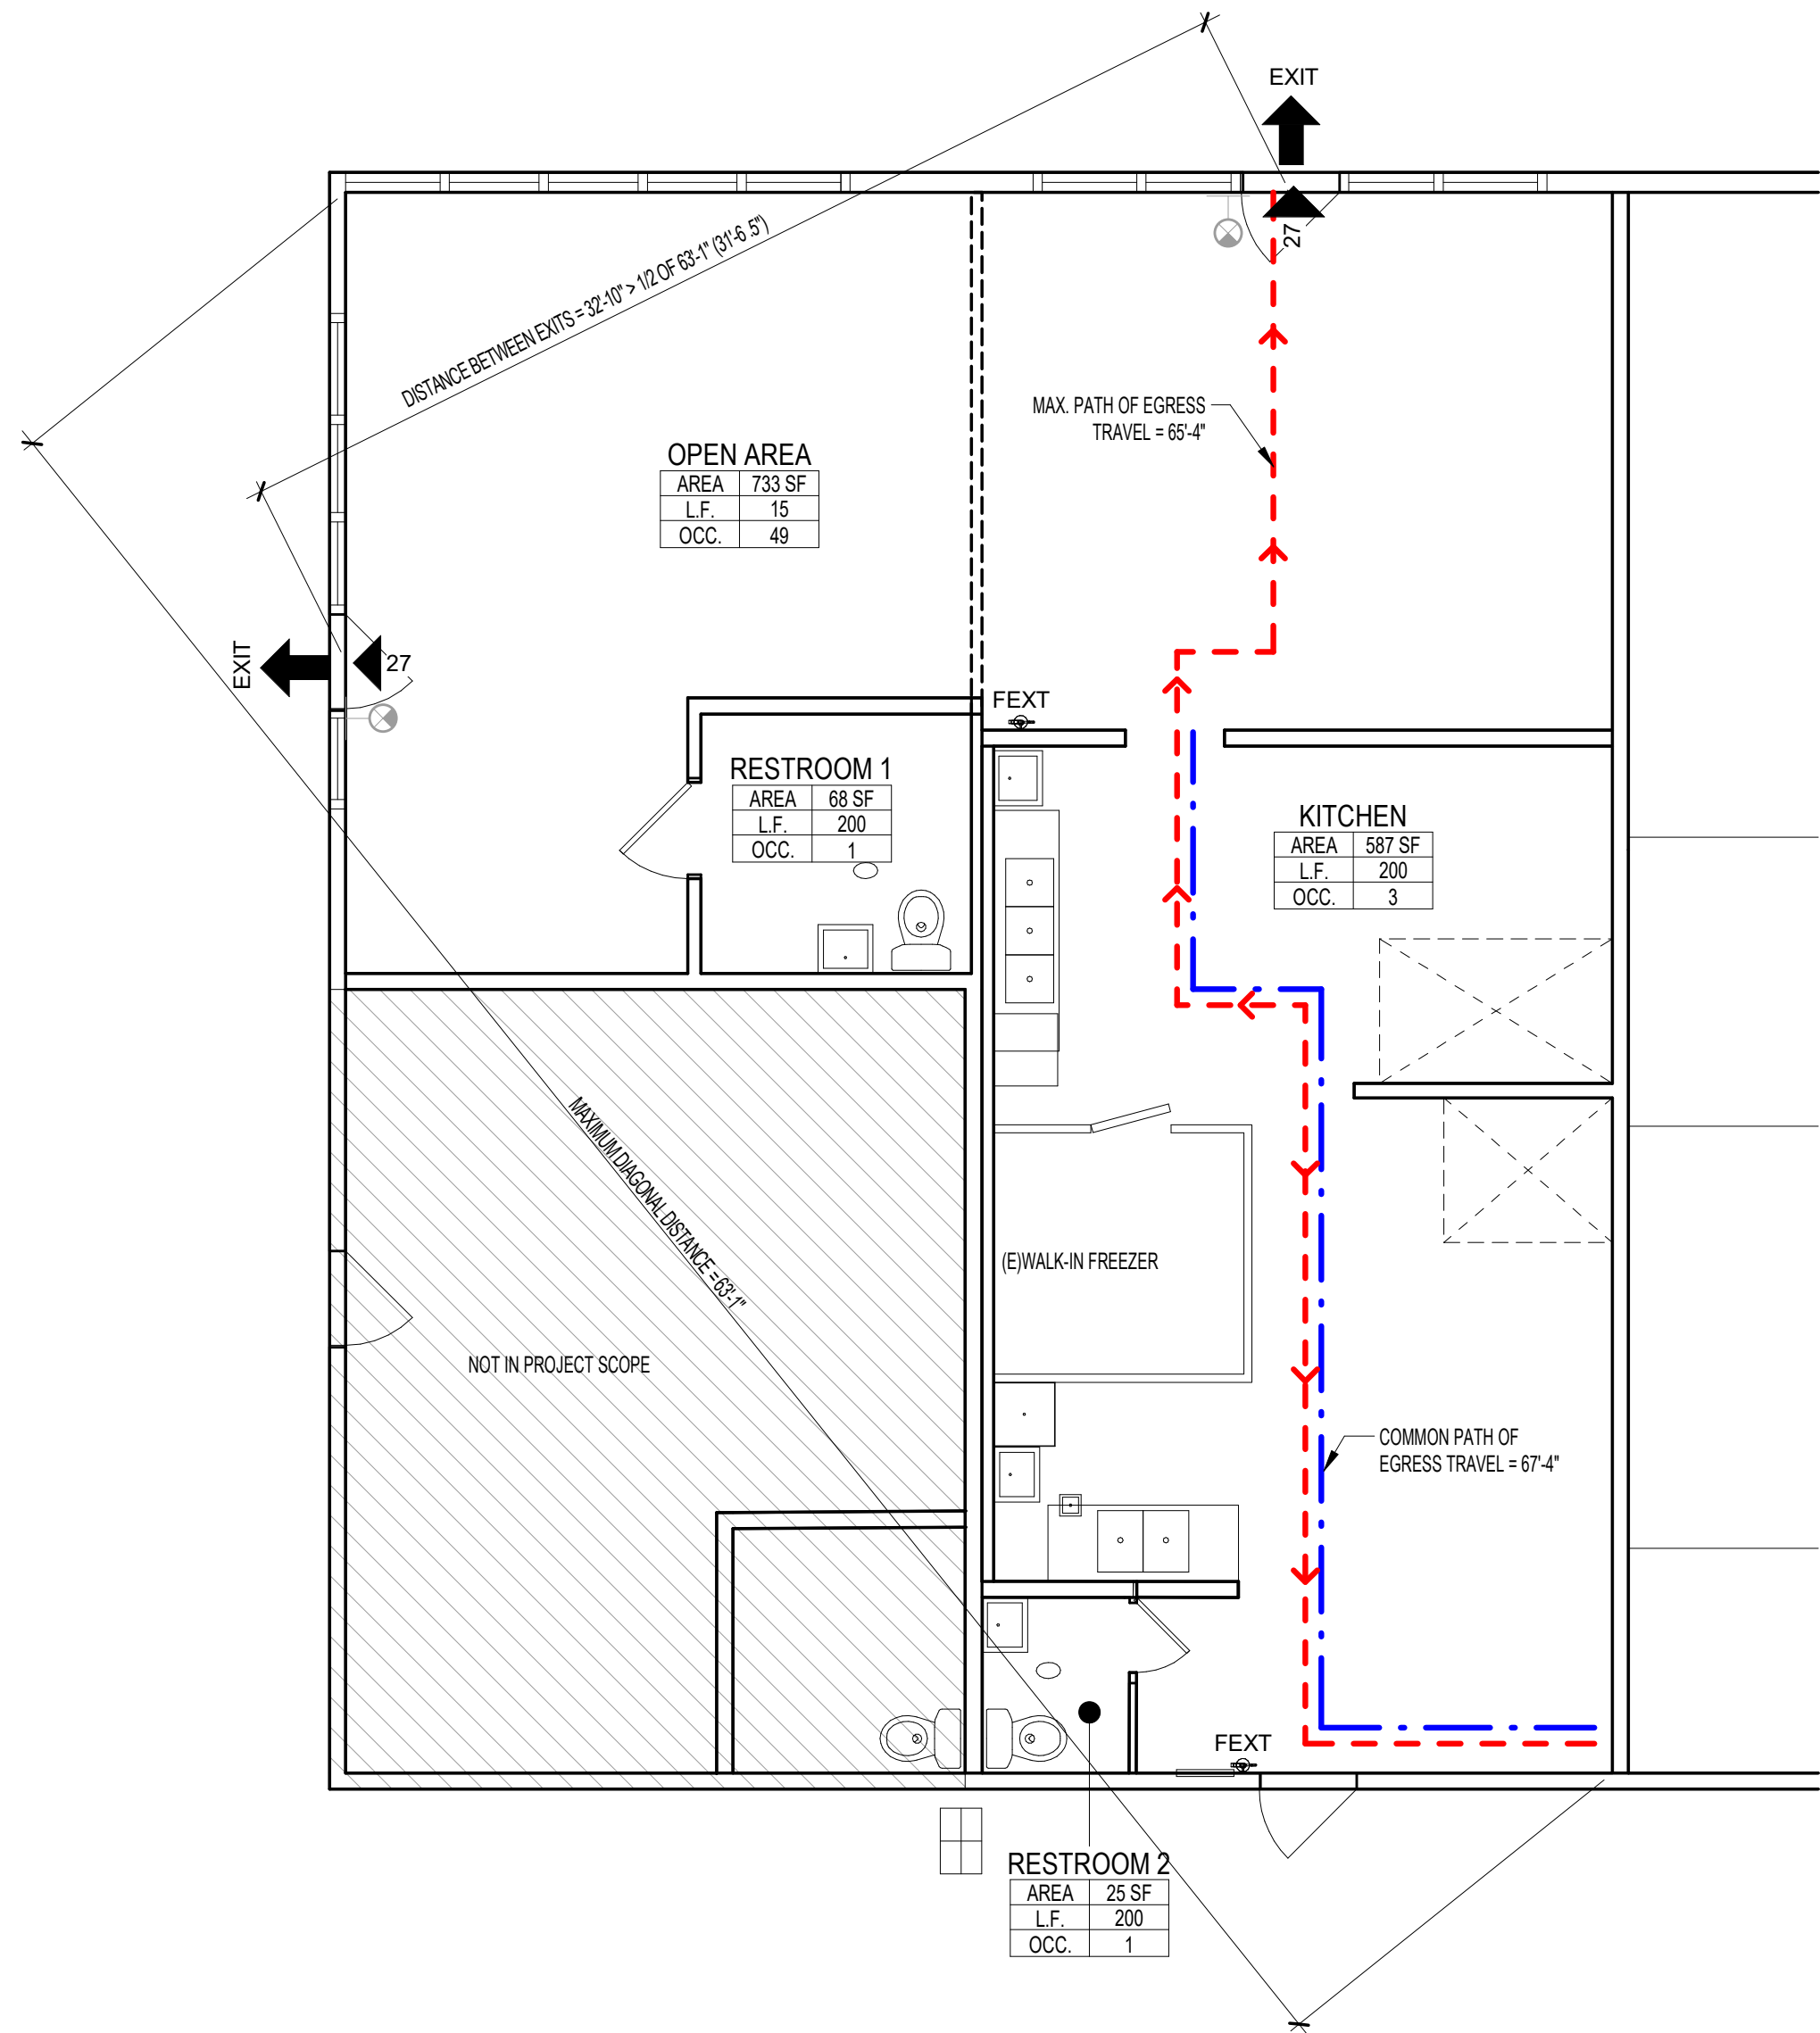 EXIT
27
DISTANCE BETWEEN EXITS = 32'-10" > 1/2 OF 63'-1" (31'-6.5")
MAX. PATH OF EGRESS
TRAVEL = 65'-4"
OPEN AREA
AREA 733 SF
L.F. 15
OCC. 49
EXIT
27
FEXT
RESTROOM 1
AREA 68 SF
L.F. 200
OCC. 1
KITCHEN
AREA 587 SF
L.F. 200
OCC. 3
MAXIMUM DIAGONAL DISTANCE = 63'-1"
(E)WALK-IN FREEZER
NOT IN PROJECT SCOPE
COMMON PATH OF
EGRESS TRAVEL = 67'-4"
FEXT
RESTROOM 2
AREA 25 SF
L.F. 200
OCC. 1